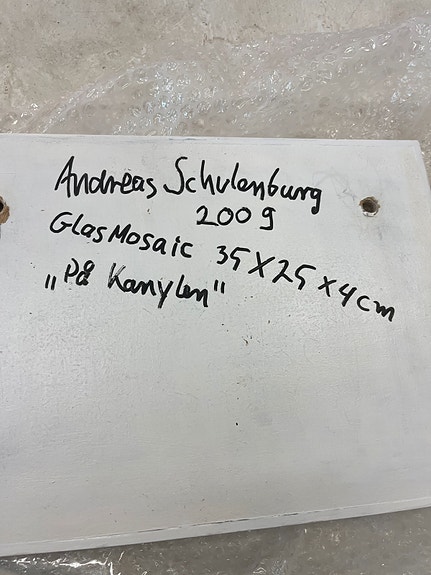 Andreas Schulenburg
2009
GlasMosaic 35X25x4cm
„På Kanylen"